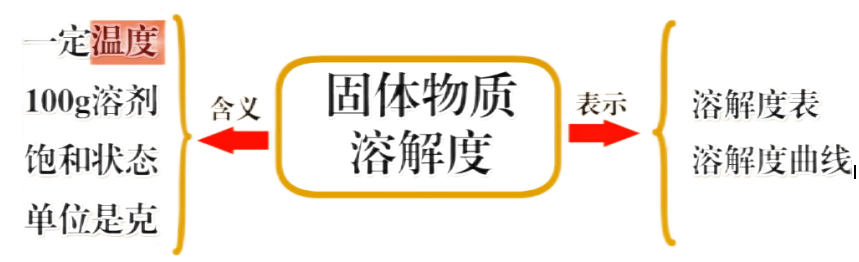 一定温度
100g溶剂
饱和状态
单位是克
含义
固体物质
溶解度
表示
溶解度表
溶解度曲线